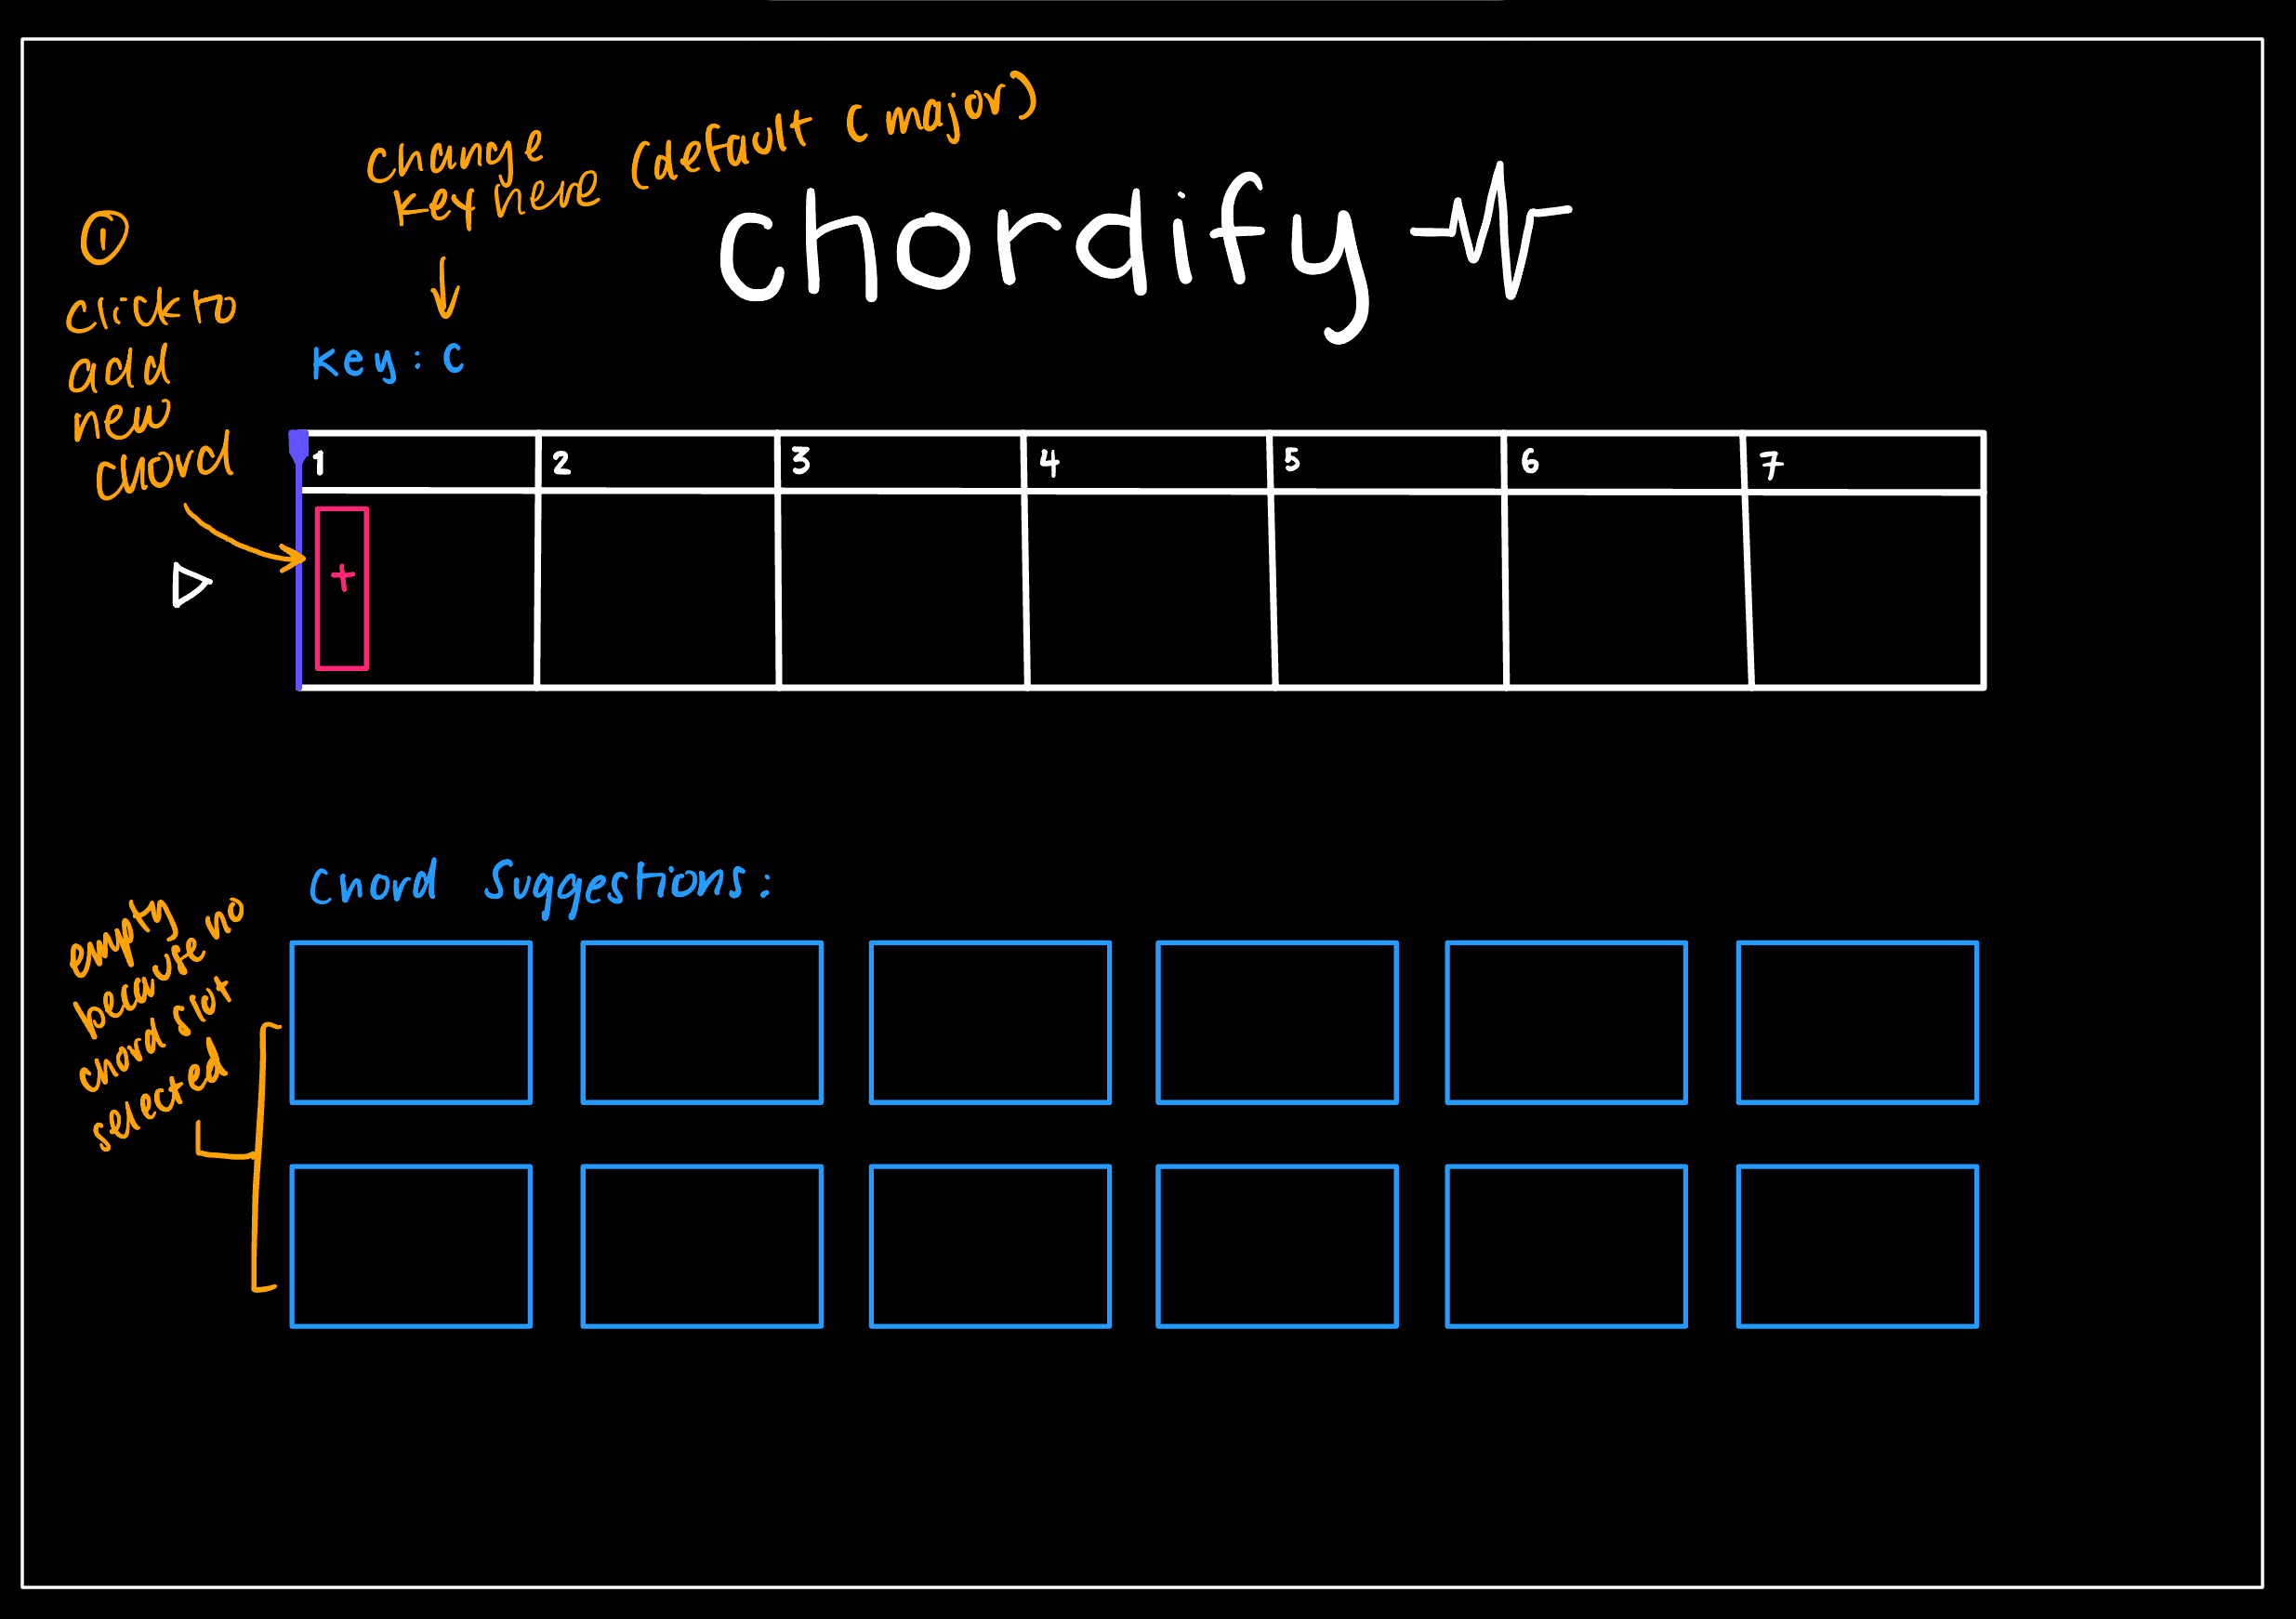 change
key here (default C major)
chordify
①
click to
add
new
chord
Key: C
1 2 3 4 5 6 7
+
Chord Suggestions:
empty
because no
chord slot
selected